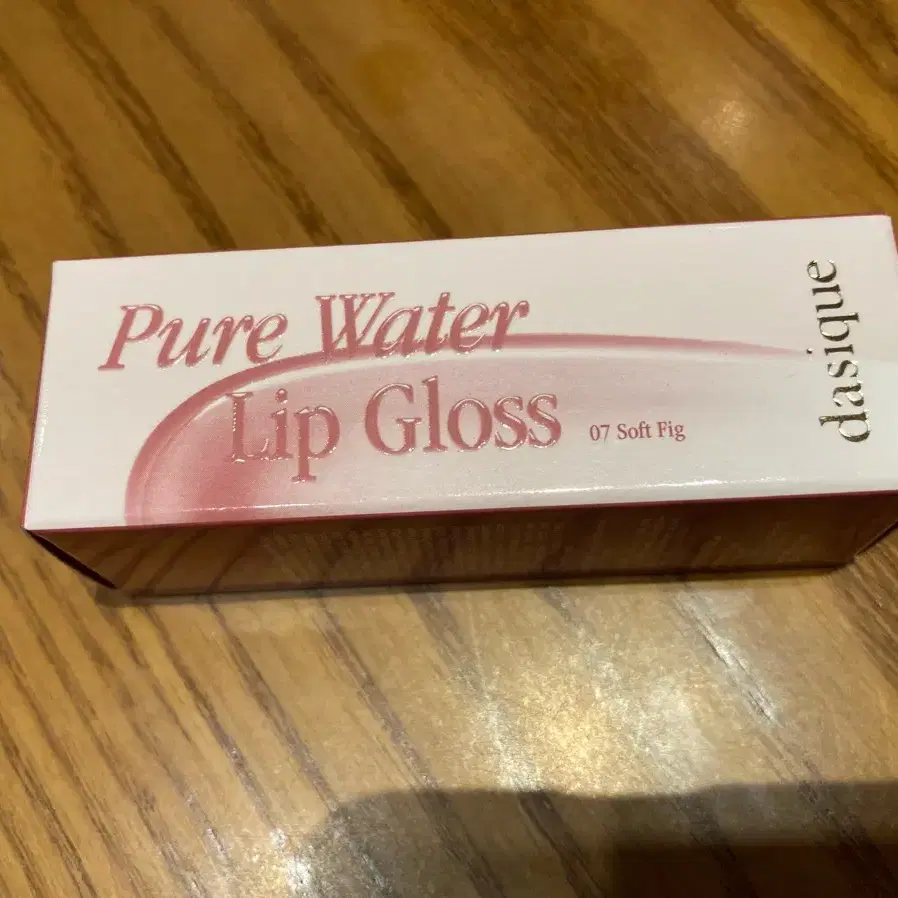 Pure Water
Lip Gloss
07 Soft Fig
dasique